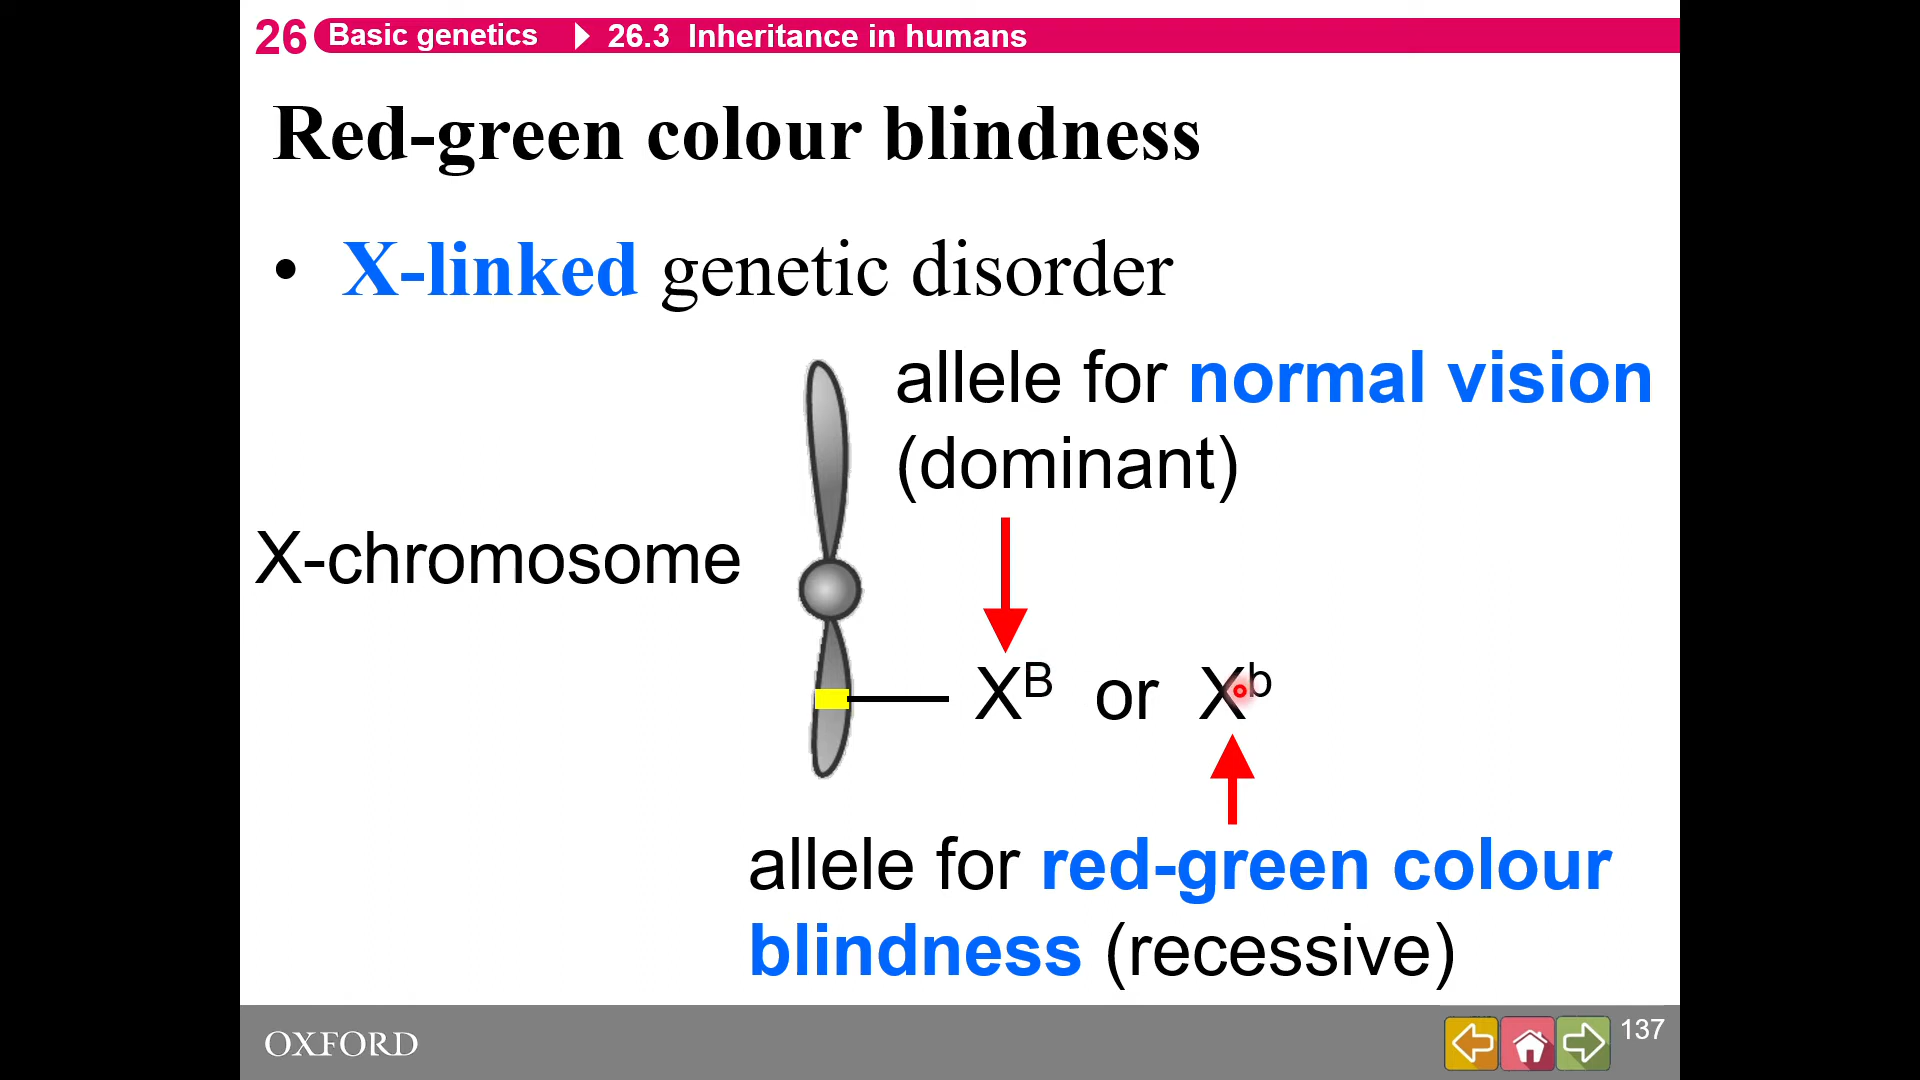 26 Basic genetics 26.3 Inheritance in humans
Red-green colour blindness
• X-linked genetic disorder
allele for normal vision
(dominant)
X-chromosome
Xᴮ or Xᵇ
allele for red-green colour
blindness (recessive)
OXFORD
137